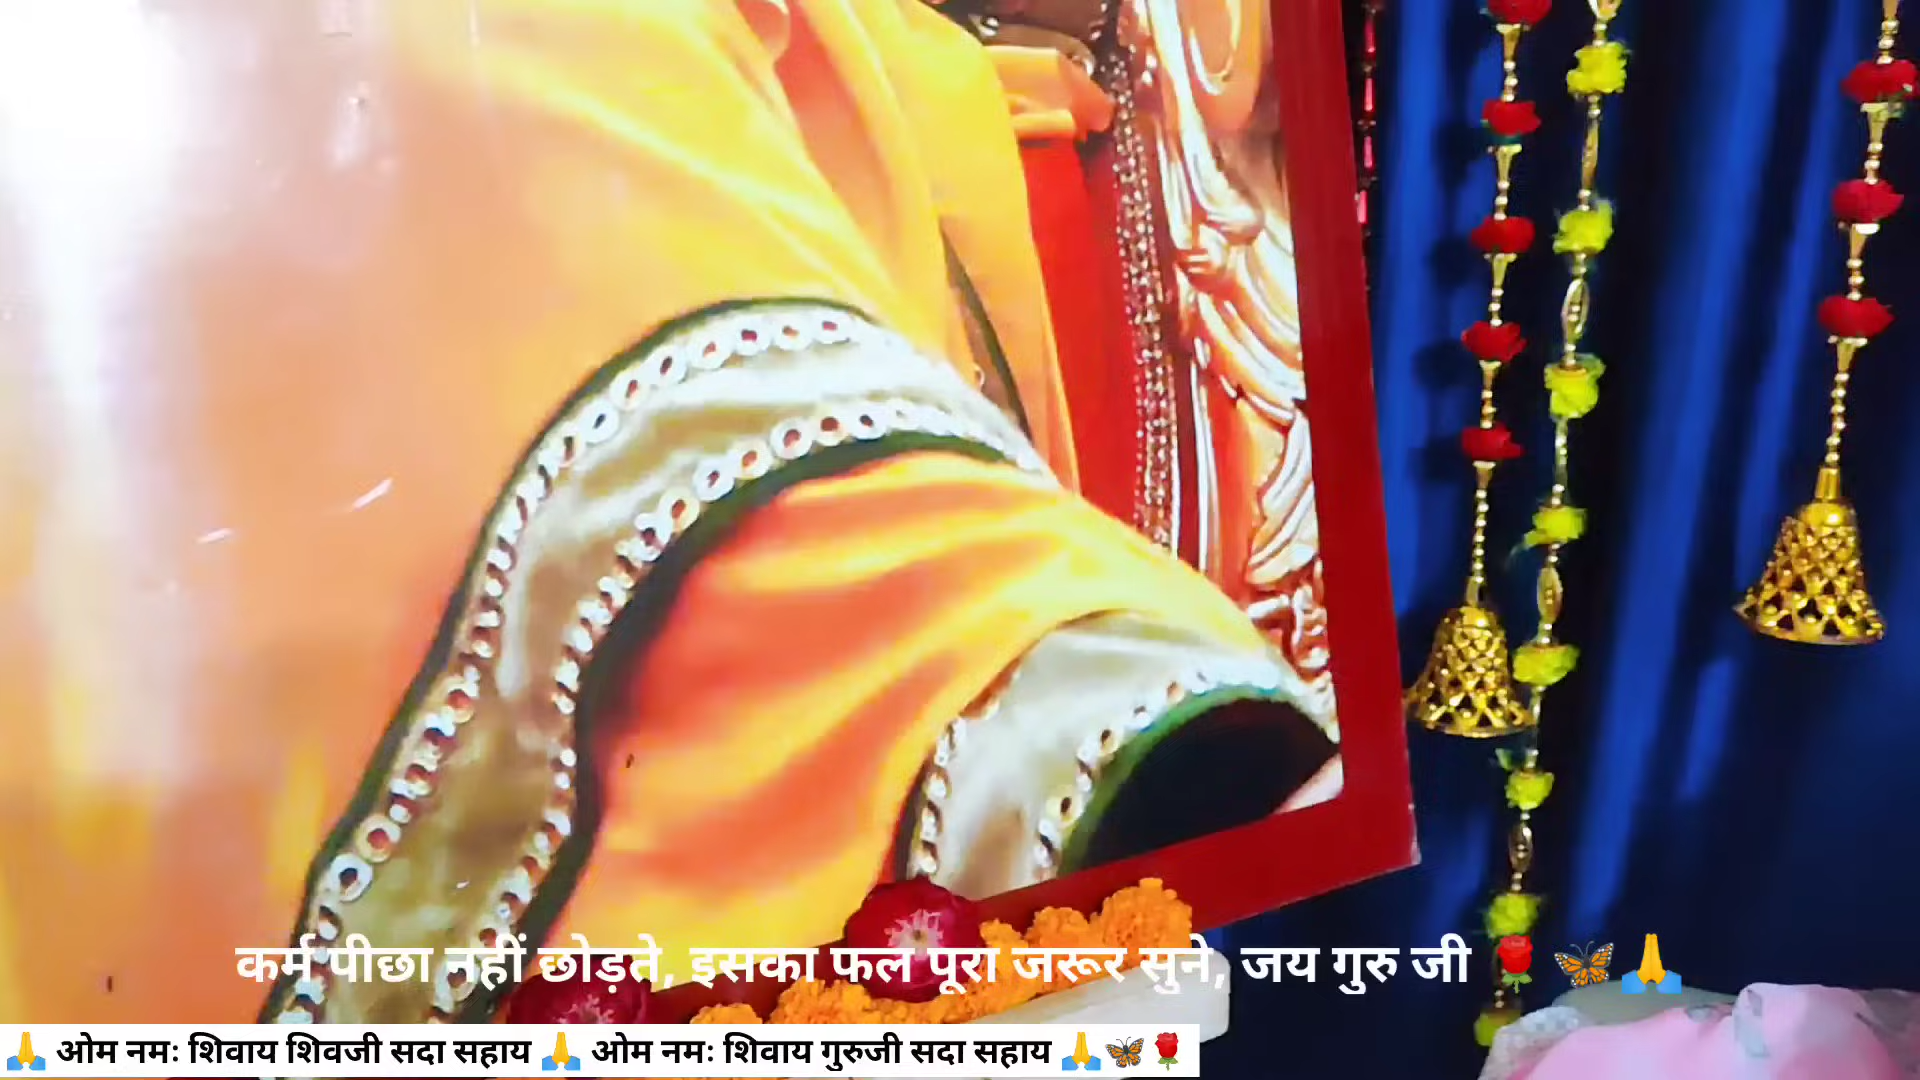 कर्म पीछा नहीं छोड़ते, इसका फल पूरा जरूर सुने, जय गुरु जी 🌹 🦋🙏
🙏 ओम नमः शिवाय शिवजी सदा सहाय 🙏 ओम नमः शिवाय गुरुजी सदा सहाय 🙏🦋🌹